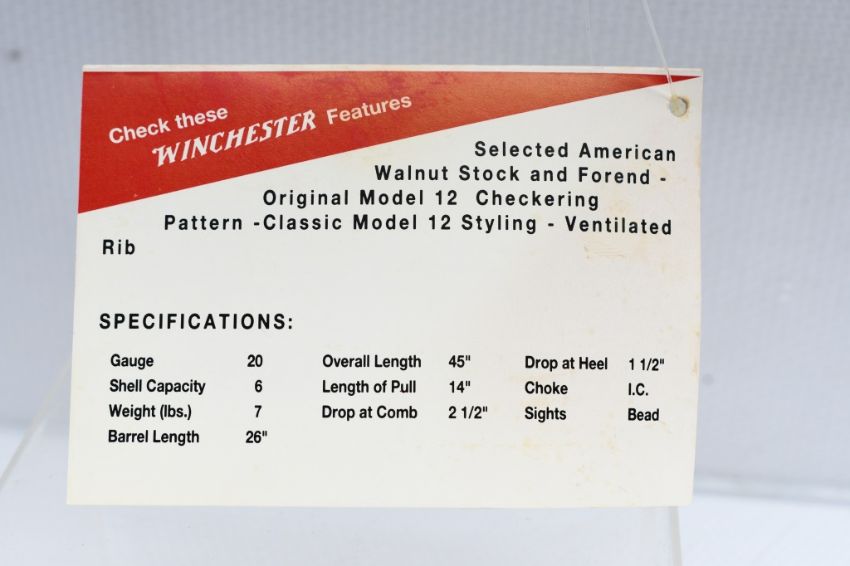 Check these
WINCHESTER Features
Selected American
Walnut Stock and Forend -
Original Model 12 Checkering
Pattern -Classic Model 12 Styling - Ventilated
Rib
SPECIFICATIONS:
Gauge 20 Overall Length 45" Drop at Heel 1 1/2"
Shell Capacity 6 Length of Pull 14" Choke I.C.
Weight (lbs.) 7 Drop at Comb 2 1/2" Sights Bead
Barrel Length 26"